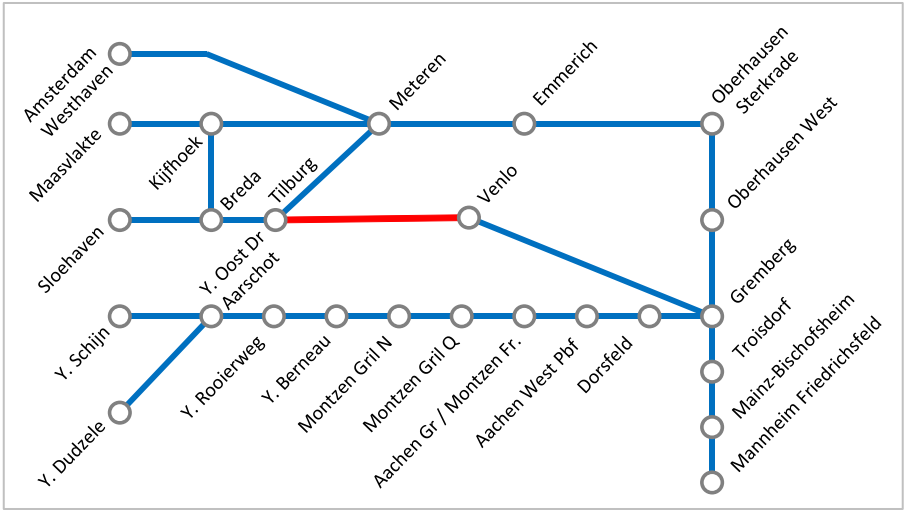 Amsterdam
Westhaven
Maasvlakte
Kijfhoek
Meteren
Emmerich
Oberhausen
Sterkrade
Oberhausen West
Sloehaven
Breda
Tilburg
Venlo
Gremberg
Y. Schijn
Y. Oost Dr
Aarschot
Y. Rooierweg
Y. Berneau
Montzen Gril N
Montzen Gril Q
Aachen Gr / Montzen Fr.
Aachen West Pbf
Dorsfeld
Troisdorf
Mainz-Bischofsheim
Mannheim Friedrichsfeld
Y. Dudzele